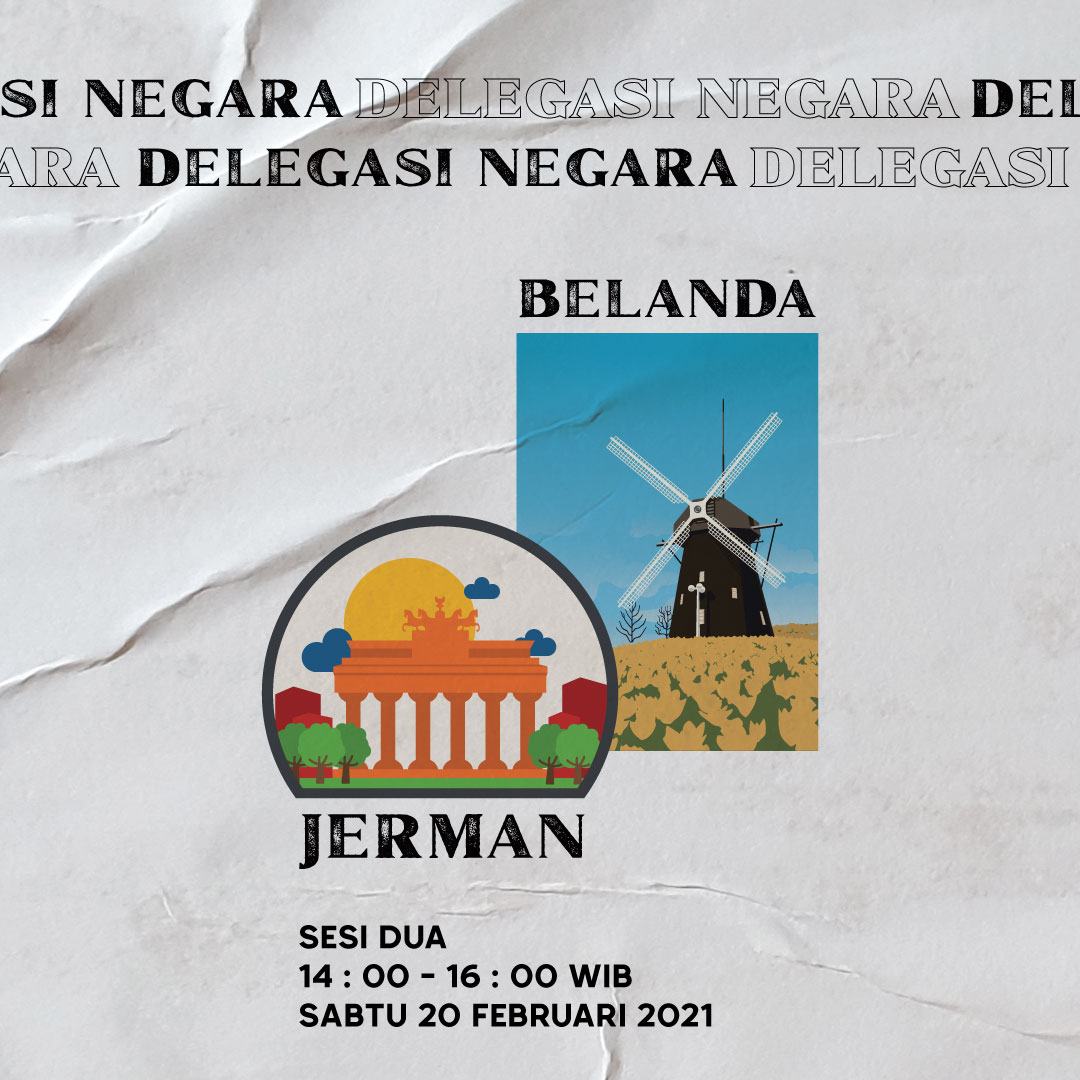 SI NEGARA DELEGASI NEGARA DEL
ARA DELEGASI NEGARA DELEGASI
BELANDA
JERMAN
SESI DUA
14 : 00 - 16 : 00 WIB
SABTU 20 FEBRUARI 2021